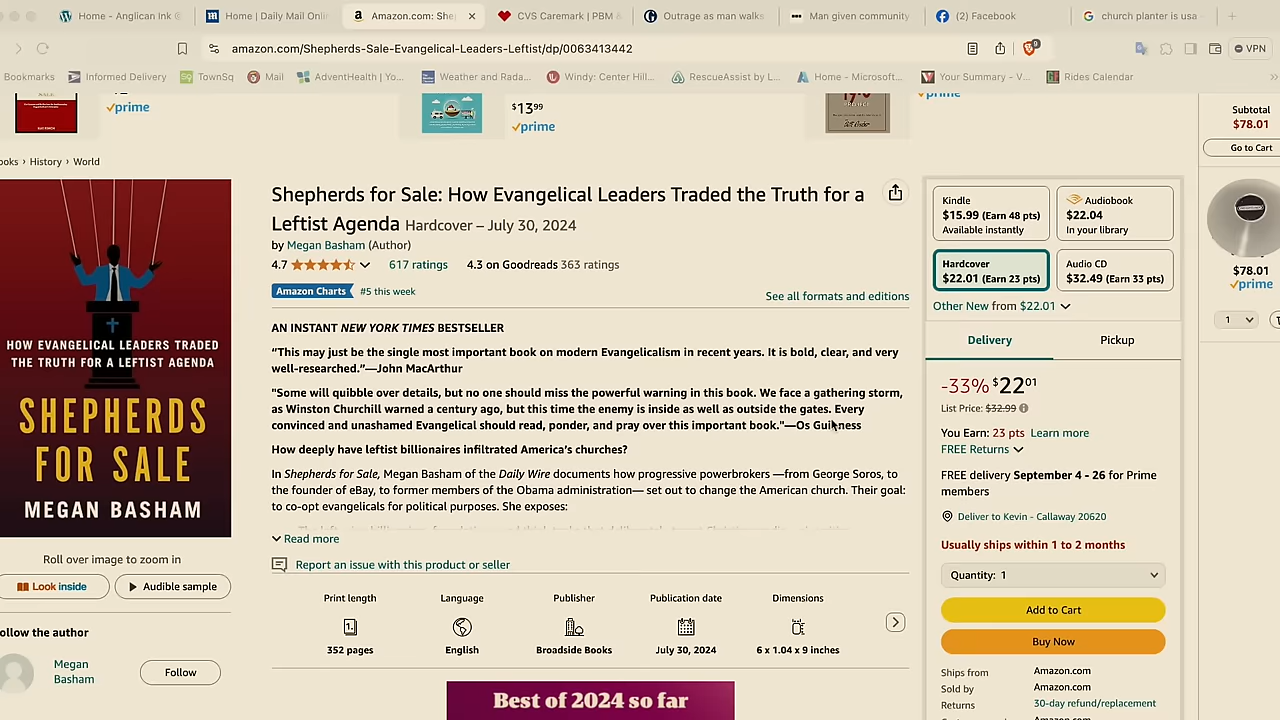 Home - Anglican Ink ®
Home | Daily Mail Onli
Amazon.com: She
CVS Caremark | PBM
Outrage as man walks
Man given community
(2) Facebook
church planter is usa
amazon.com/Shepherds-Sale-Evangelical-Leaders-Leftist/dp/0063413442
VPN
Bookmarks
Informed Delivery
TownSq
Mail
AdventHealth | Yo...
Weather and Rada...
Windy: Center Hill...
RescueAssist by L...
Home - Microsoft...
Your Summary - V...
Rides Calendar
prime
$13.99
prime
prime
Subtotal
$78.01
Go to Cart
$78.01
prime
1
ooks › History › World
HOW EVANGELICAL LEADERS TRADED
THE TRUTH FOR A LEFTIST AGENDA
SHEPHERDS
FOR SALE
MEGAN BASHAM
Roll over image to zoom in
Look inside
Audible sample
ollow the author
Megan
Basham
Follow
Shepherds for Sale: How Evangelical Leaders Traded the Truth for a
Leftist Agenda Hardcover – July 30, 2024
by Megan Basham (Author)
4.7 617 ratings 4.3 on Goodreads 363 ratings
Amazon Charts #5 this week
See all formats and editions
AN INSTANT NEW YORK TIMES BESTSELLER
“This may just be the single most important book on modern Evangelicalism in recent years. It is bold, clear, and very
well-researched.”—John MacArthur
"Some will quibble over details, but no one should miss the powerful warning in this book. We face a gathering storm,
as Winston Churchill warned a century ago, but this time the enemy is inside as well as outside the gates. Every
convinced and unashamed Evangelical should read, ponder, and pray over this important book."—Os Guinness
How deeply have leftist billionaires infiltrated America’s churches?
In Shepherds for Sale, Megan Basham of the Daily Wire documents how progressive powerbrokers —from George Soros, to
the founder of eBay, to former members of the Obama administration— set out to change the American church. Their goal:
to co-opt evangelicals for political purposes. She exposes:
Read more
Report an issue with this product or seller
Print length
352 pages
Language
English
Publisher
Broadside Books
Publication date
July 30, 2024
Dimensions
6 x 1.04 x 9 inches
Best of 2024 so far
Kindle
$15.99 (Earn 48 pts)
Available instantly
Audiobook
$22.04
In your library
Hardcover
$22.01 (Earn 23 pts)
Audio CD
$32.49 (Earn 33 pts)
Other New from $22.01
Delivery
Pickup
-33% $22.01
List Price: $32.99
You Earn: 23 pts Learn more
FREE Returns
FREE delivery September 4 - 26 for Prime
members
Deliver to Kevin - Callaway 20620
Usually ships within 1 to 2 months
Quantity: 1
Add to Cart
Buy Now
Ships from Amazon.com
Sold by Amazon.com
Returns 30-day refund/replacement